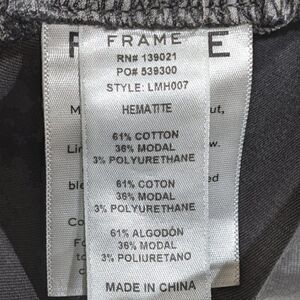 FRAME
RN# 139021
PO# 539300
STYLE: LMH007
HEMATITE
61% COTTON
36% MODAL
3% POLYURETHANE
61% COTON
36% MODAL
3% POLYURETHANE
61% ALGODÓN
36% MODAL
3% POLIURETANO
MADE IN CHINA